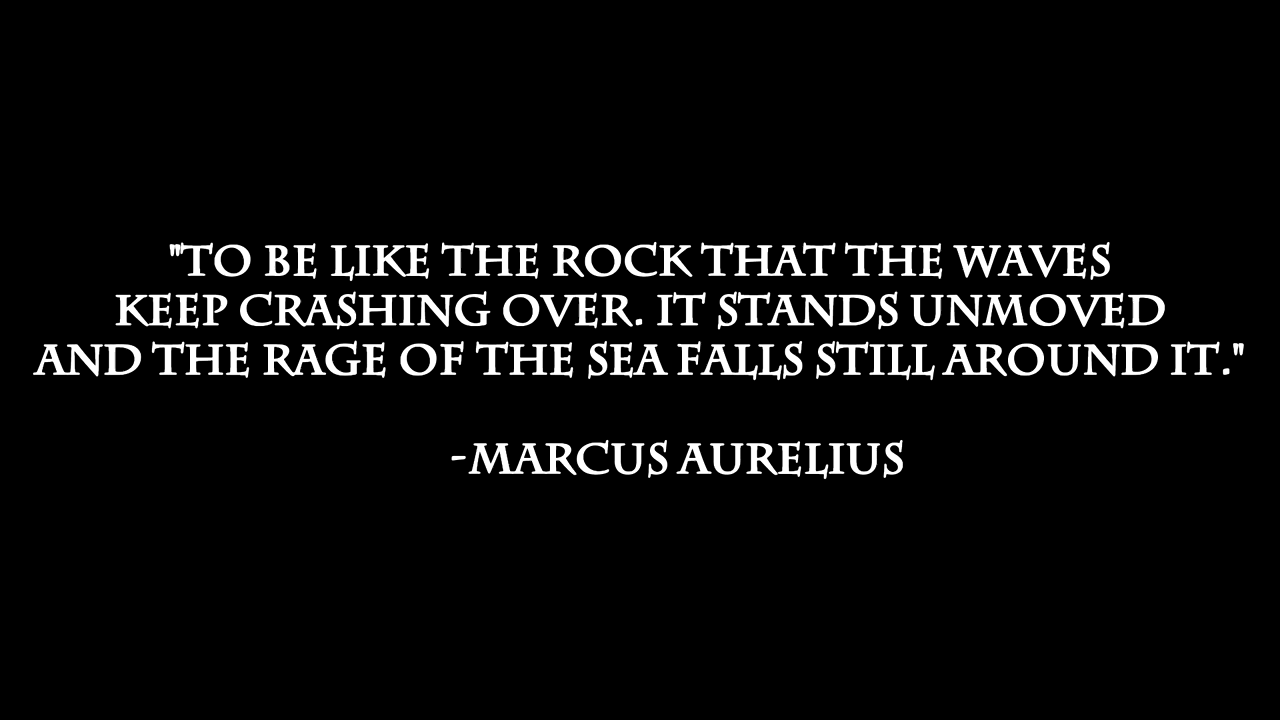 "TO BE LIKE THE ROCK THAT THE WAVES
KEEP CRASHING OVER. IT STANDS UNMOVED
AND THE RAGE OF THE SEA FALLS STILL AROUND IT."
-MARCUS AURELIUS